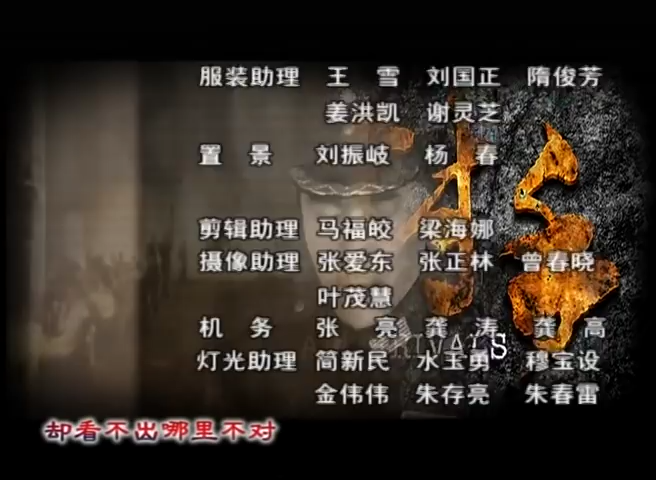 服装助理 王 雪 刘国正 隋俊芳
姜洪凯 谢灵芝
置 景 刘振岐 杨 春
剪辑助理 马福皎 梁海娜
摄像助理 张爱东 张正林 曾春晓
叶茂慧
机 务 张 亮 龚 涛 龚 高
RIVALS
灯光助理 简新民 水玉勇 穆宝设
金伟伟 朱存亮 朱春雷
却看不出哪里不对